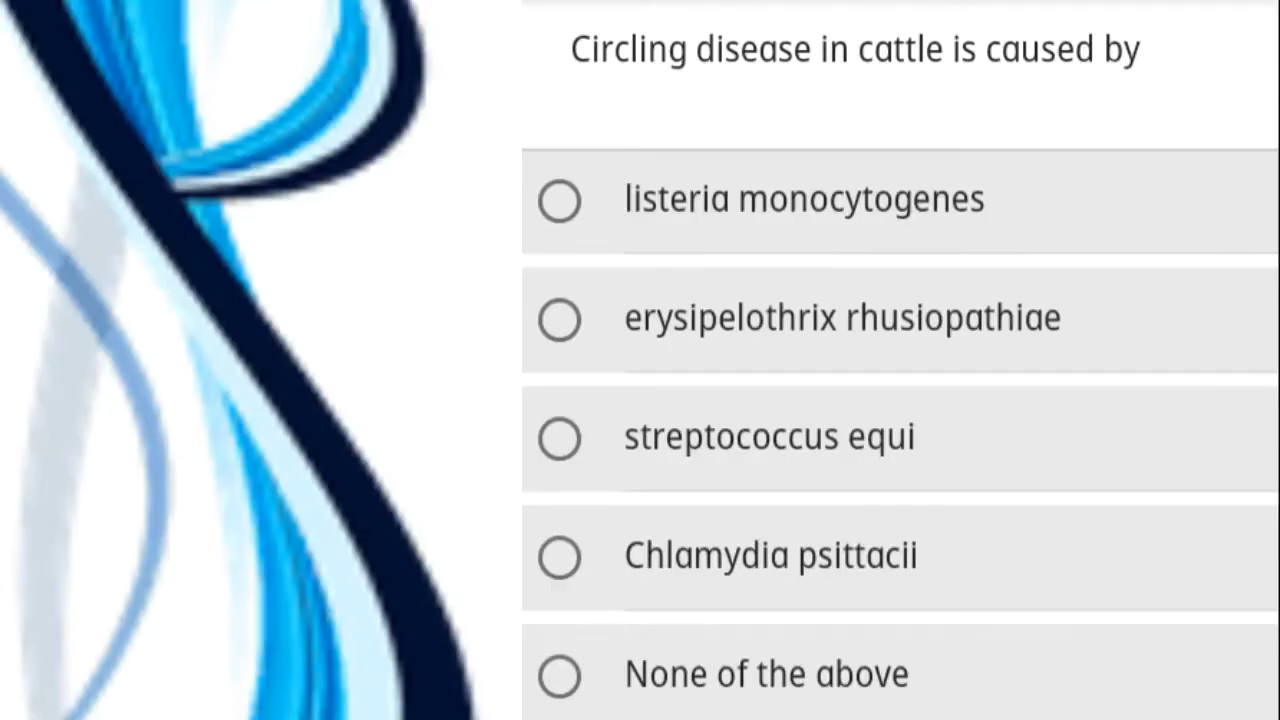 Circling disease in cattle is caused by
listeria monocytogenes
erysipelothrix rhusiopathiae
streptococcus equi
Chlamydia psittacii
None of the above